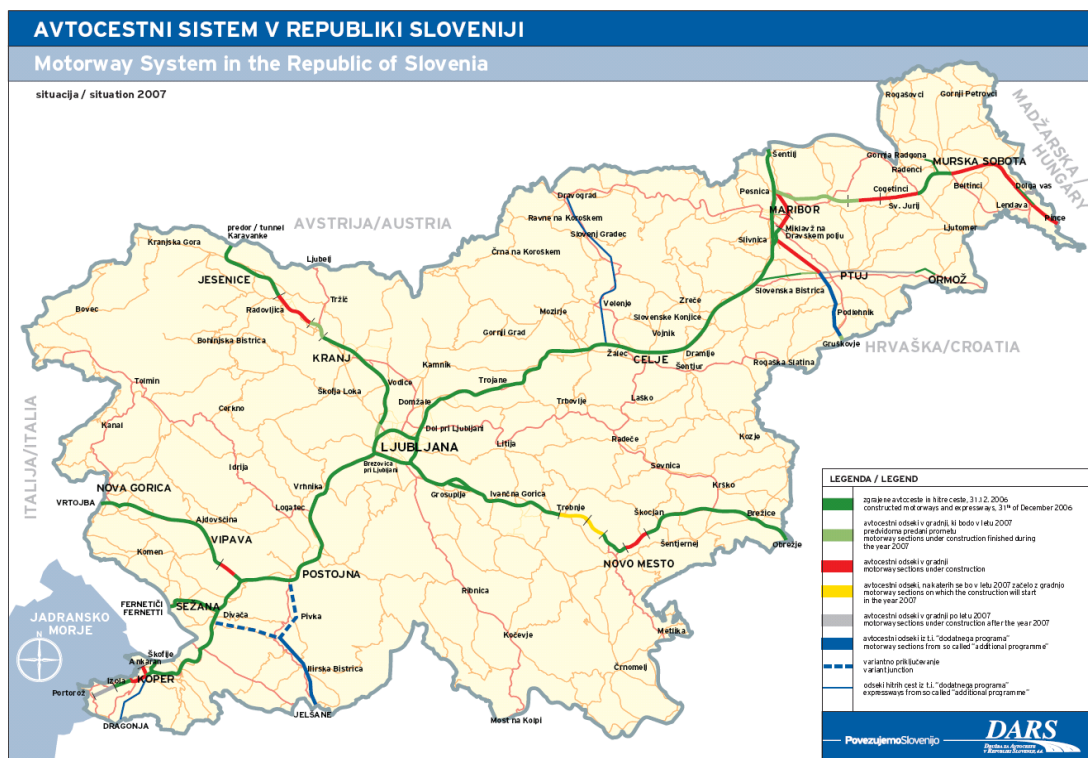 AVTOCESTNI SISTEM V REPUBLIKI SLOVENIJI
Motorway System in the Republic of Slovenia
situacija / situation 2007
MADŽARSKA /
HUNGARY
AVSTRIJA/AUSTRIA
HRVAŠKA/CROATIA
ITALIJA/ITALIA
JADRANSKO
MORJE
N
Rogašovci
Gornji Petrovci
Šentilj
Gornja Radgona
MURSKA SOBOTA
Radenci
Pesnica
Cogetinci
Beltinci
Dolga vas
Sv. Jurij
Lendava
MARIBOR
Pince
Miklavž na
Dravskem polju
Ljutomer
Slivnica
Dravograd
Ravne na Koroškem
Slovenj Gradec
Črna na Koroškem
predor / tunnel
Karavanke
Kranjska Gora
Ljubelj
JESENICE
PTUJ
ORMOŽ
Slovenska Bistrica
Tržič
Radovljica
Bovec
Velenje
Zreče
Mozirje
Slovenske Konjice
Podlehnik
Vojnik
Gornji Grad
Bohinjska Bistrica
Gruškovje
KRANJ
Žalec
CELJE
Dramlje
Šentjur
Rogaška Slatina
Kamnik
Vodice
Trojane
Tolmin
Škofja Loka
Domžale
Trbovlje
Laško
Cerkno
Kanal
Dol pri Ljubljani
Kozje
LJUBLJANA
Litija
Radeče
Idrija
Brezovica
pri Ljubljani
Sevnica
Vrhnika
NOVA GORICA
Grosuplje
Ivančna Gorica
Krško
VRTOJBA
Logatec
Trebnje
Škocjan
Brežice
Ajdovščina
VIPAVA
Šentjernej
Obrežje
Komen
NOVO MESTO
POSTOJNA
Ribnica
FERNETIČI
FERNETTI
SEŽANA
Divača
Pivka
Metlika
Kočevje
Škofije
Ankaran
Ilirska Bistrica
Črnomelj
Izola
KOPER
Portorož
JELŠANE
Most na Kolpi
DRAGONJA
LEGENDA / LEGEND
zgrajene avtoceste in hitre ceste, 31.12. 2006
constructed motorways and expressways, 31th of December 2006
avtocestni odseki v gradnji, ki bodo v letu 2007
predvidoma predani prometu
motorway sections under construction finished during
the year 2007
avtocestni odseki v gradnji
motorway sections under construction
avtocestni odseki, na katerih se bo v letu 2007 začelo z gradnjo
motorway sections on which the construction will start
in the year 2007
avtocestni odseki v gradnji po letu 2007
motorway sections under construction after the year 2007
avtocestni odseki iz t.i. "dodatnega programa"
motorway sections from so called "additional programme"
variantno priključevanje
variant junction
odseki hitrih cest iz t.i. "dodatnega programa"
expressways from so called "additional programme"
PovezujemoSlovenijo
DARS
DRUŽBA ZA AVTOCESTE
V REPUBLIKI SLOVENIJI, d.d.